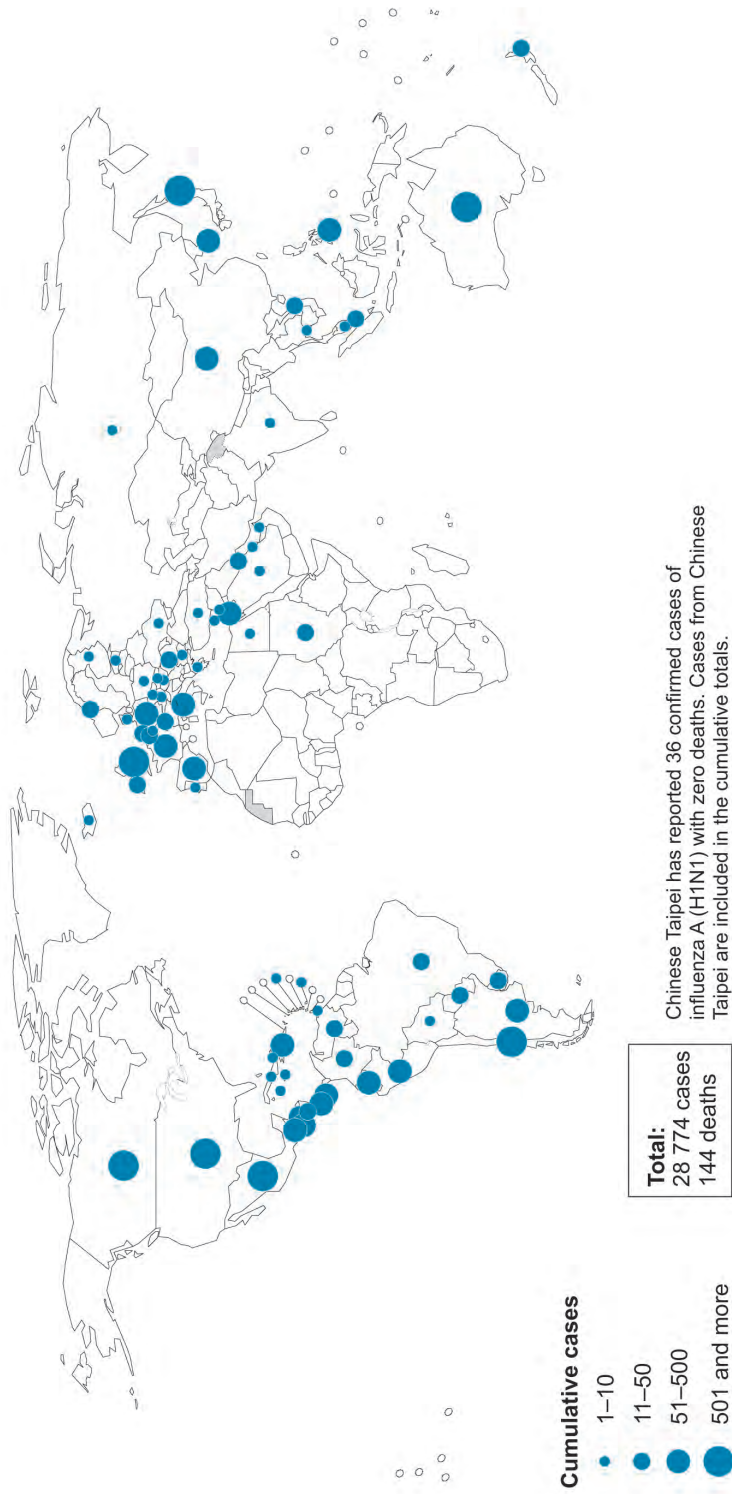 Cumulative cases
1–10
11–50
51–500
501 and more
Total:
28 774 cases
144 deaths
Chinese Taipei has reported 36 confirmed cases of
influenza A (H1N1) with zero deaths. Cases from Chinese
Taipei are included in the cumulative totals.